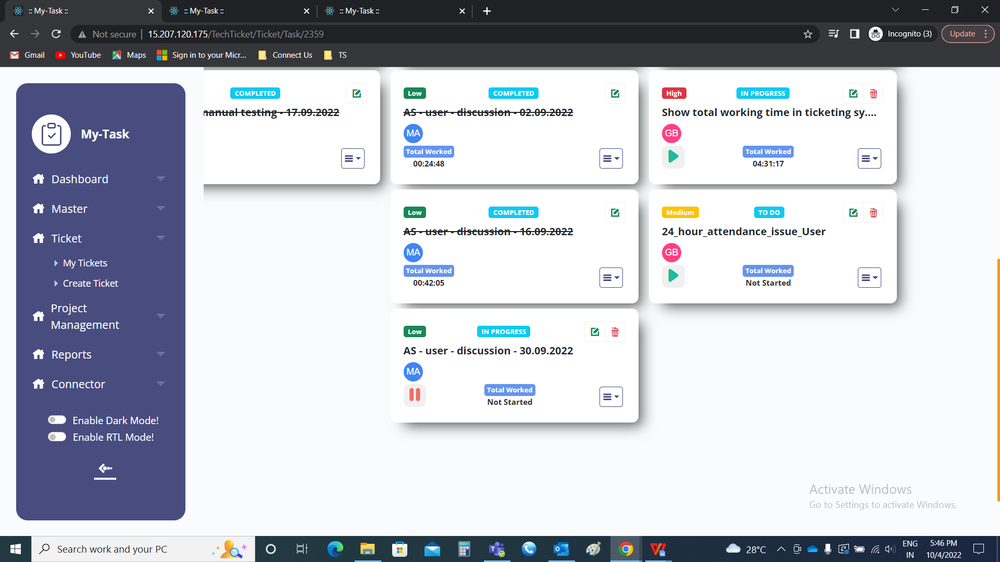 :: My-Task ::
:: My-Task ::
:: My-Task ::
Not secure
15.207.120.175/TechTicket/Ticket/Task/2359
Incognito (3)
Update
Gmail
YouTube
Maps
Sign in to your Micr...
Connect Us
TS
My-Task
Dashboard
Master
Ticket
My Tickets
Create Ticket
Project
Management
Reports
Connector
Enable Dark Mode!
Enable RTL Mode!
COMPLETED
manual testing - 17.09.2022
Low
COMPLETED
AS - user - discussion - 02.09.2022
MA
Total Worked
00:24:48
High
IN PROGRESS
Show total working time in ticketing sy....
GB
Total Worked
04:31:17
Low
COMPLETED
AS - user - discussion - 16.09.2022
MA
Total Worked
00:42:05
Medium
TO DO
24_hour_attendance_issue_User
GB
Total Worked
Not Started
Low
IN PROGRESS
AS - user - discussion - 30.09.2022
MA
Total Worked
Not Started
Activate Windows
Go to Settings to activate Windows.
Search work and your PC
28°C
ENG
IN
5:46 PM
10/4/2022